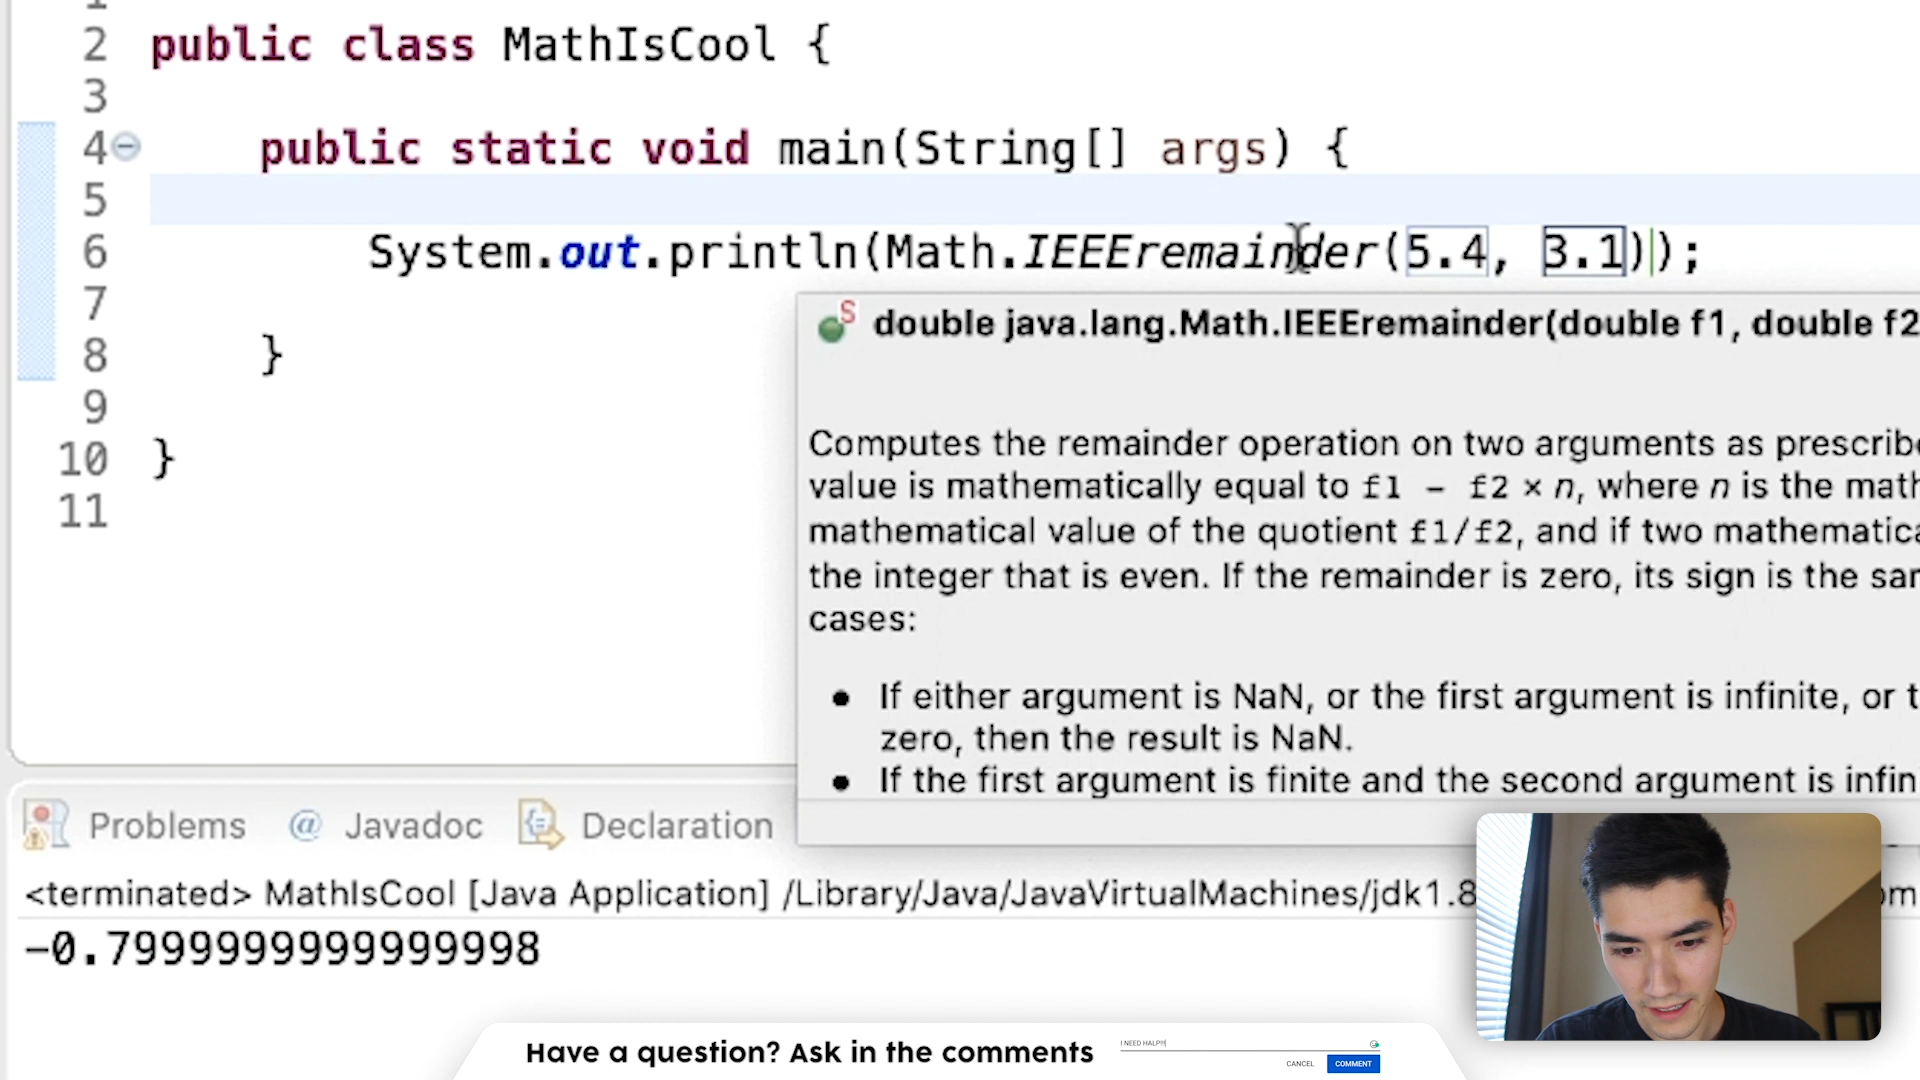 2 public class MathIsCool {
3
4 public static void main(String[] args) {
5
6 System.out.println(Math.IEEEremainder(5.4, 3.1));
7
8 }
9
10 }
11
double java.lang.Math.IEEEremainder(double f1, double f2
Computes the remainder operation on two arguments as
value is mathematically equal to f1 – f2 × n, where n is the
mathematical value of the quotient f1/f2, and if two
the integer that is even. If the remainder is zero, its sign is the
cases:
● If either argument is NaN, or the first argument is infinite, or
zero, then the result is NaN.
● If the first argument is finite and the second argument is
Problems @ Javadoc Declaration
<terminated> MathIsCool [Java Application] /Library/Java/JavaVirtualMachines/jdk1.8
-0.7999999999999998
Have a question? Ask in the comments
I NEED HALP!!!
CANCEL COMMENT